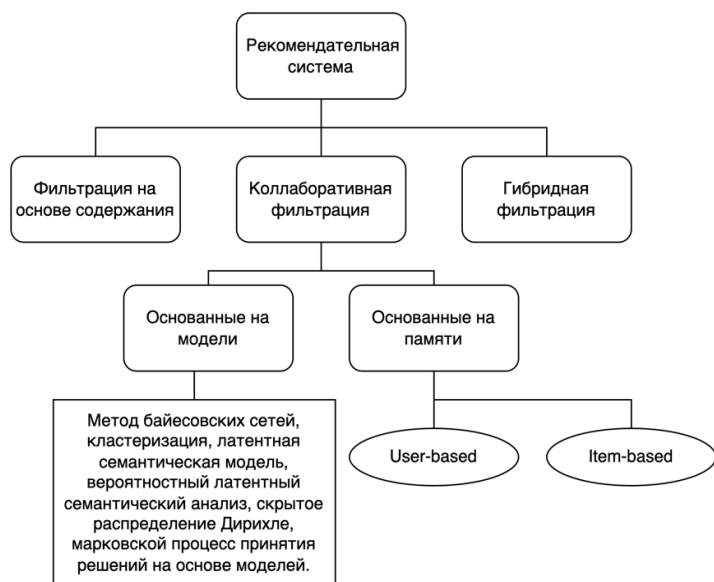 Рекомендательная
система
Фильтрация на
основе содержания
Коллаборативная
фильтрация
Гибридная
фильтрация
Основанные на
модели
Основанные на
памяти
Метод байесовских сетей,
кластеризация, латентная
семантическая модель,
вероятностный латентный
семантический анализ, скрытое
распределение Дирихле,
марковской процесс принятия
решений на основе моделей.
User-based
Item-based